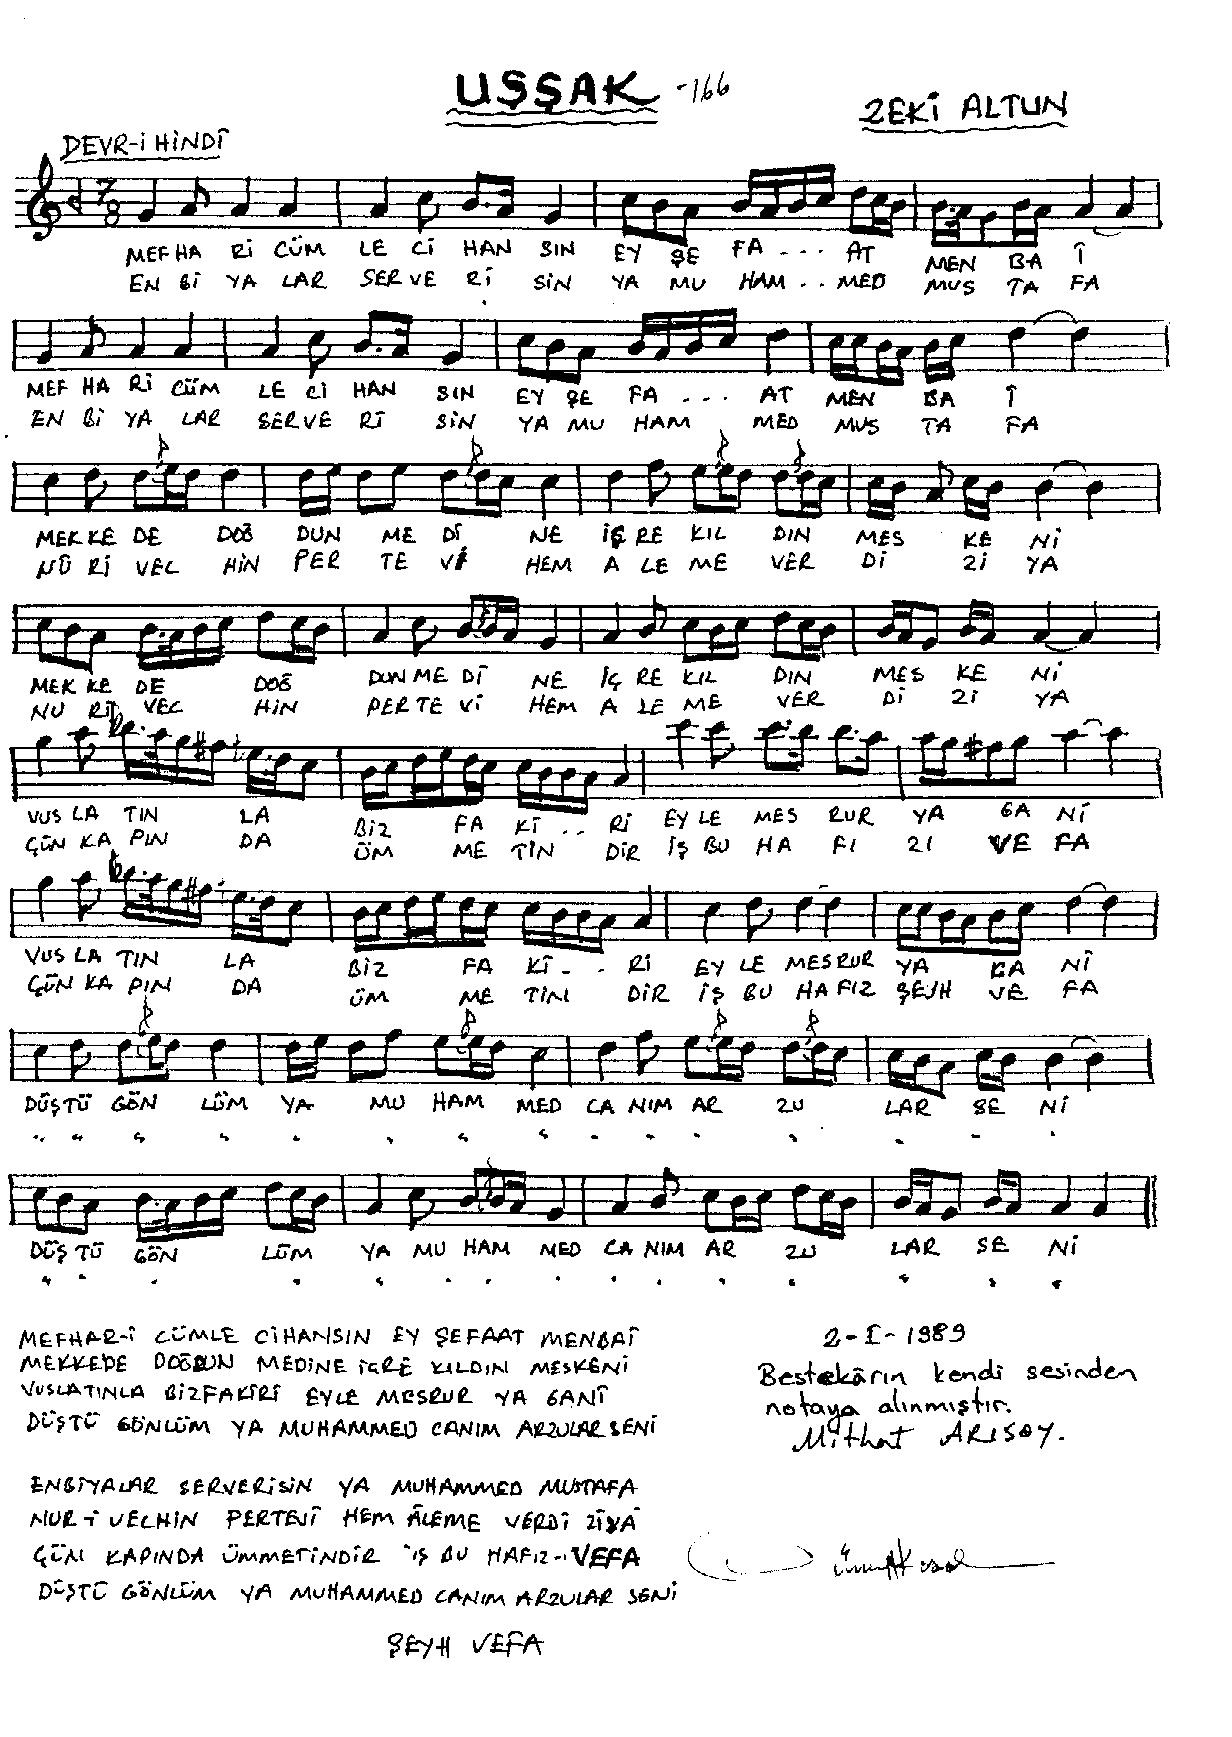 UŞŞAK -166
ZEKİ ALTUN
DEVR-İ HİNDÎ
7
8
MEF HA Rİ CÜM LE Cİ HAN SIN EY ŞE FA . . . . AT MEN BA Î
EN Bİ YA LAR SER VE Rİ SİN YA MU HAM . . MED MUS TA FA
MEF HA Rİ CÜM LE Cİ HAN SIN EY ŞE FA . . . AT MEN BA Î
EN Bİ YA LAR SER VE Rİ SİN YA MU HAM MED MUS TA FA
MEK KE DE DOĞ DUN ME Dİ NE İÇ RE KIL DIN MES KE Nİ
NÛ Rİ VEC HİN PER TE Vİ HEM A LE ME VER Dİ Zİ YA
MEK KE DE DOĞ DUN ME Dİ NE İÇ RE KIL DIN MES KE Nİ
NU Rİ VEC HİN PER TE Vİ HEM A LE ME VER Dİ Zİ YA
VUS LA TIN LA BİZ FA Kİ . . Rİ EY LE MES RUR YA GA Nİ
GÜN KA PIN DA ÜM ME TİN DİR İŞ BU HA FI ZI VE FA
VUS LA TIN LA BİZ FA Kİ . . Rİ EY LE MES RUR YA GA Nİ
GÜN KA PIN DA ÜM ME TİN DİR İŞ BU HA FIZ ŞEYH VE FA
DÜŞ TÜ GÖN LÜM YA MU HAM MED CA NIM AR ZU LAR SE Nİ
" " " " " " " " " " " " " " "
DÜŞ TÜ GÖN LÜM YA MU HAM MED CA NIM AR ZU LAR SE Nİ
" " " " " " " " " " " " " " "
MEFHAR-İ CÜMLE CİHANSIN EY ŞEFAAT MENBAÎ
MEKKEDE DOĞDUN MEDİNE İÇRE KILDIN MESKENİ
VUSLATINLA BİZ FAKİRİ EYLE MESRUR YA GANÎ
DÜŞTÜ GÖNLÜM YA MUHAMMED CANIM ARZULAR SENİ
2-I-1989
Bestekârın kendi sesinden
notaya alınmıştır.
Mithat ARISOY.
ENBİYALAR SERVERİSİN YA MUHAMMED MUSTAFA
NUR-İ VECHİN PERTEVİ HEM ÂLEME VERDİ ZİYÂ
GÜN KAPINDA ÜMMETİNDİR İŞ BU HAFIZ-I VEFA
DÜŞTÜ GÖNLÜM YA MUHAMMED CANIM ARZULAR SENİ
ŞEYH VEFA